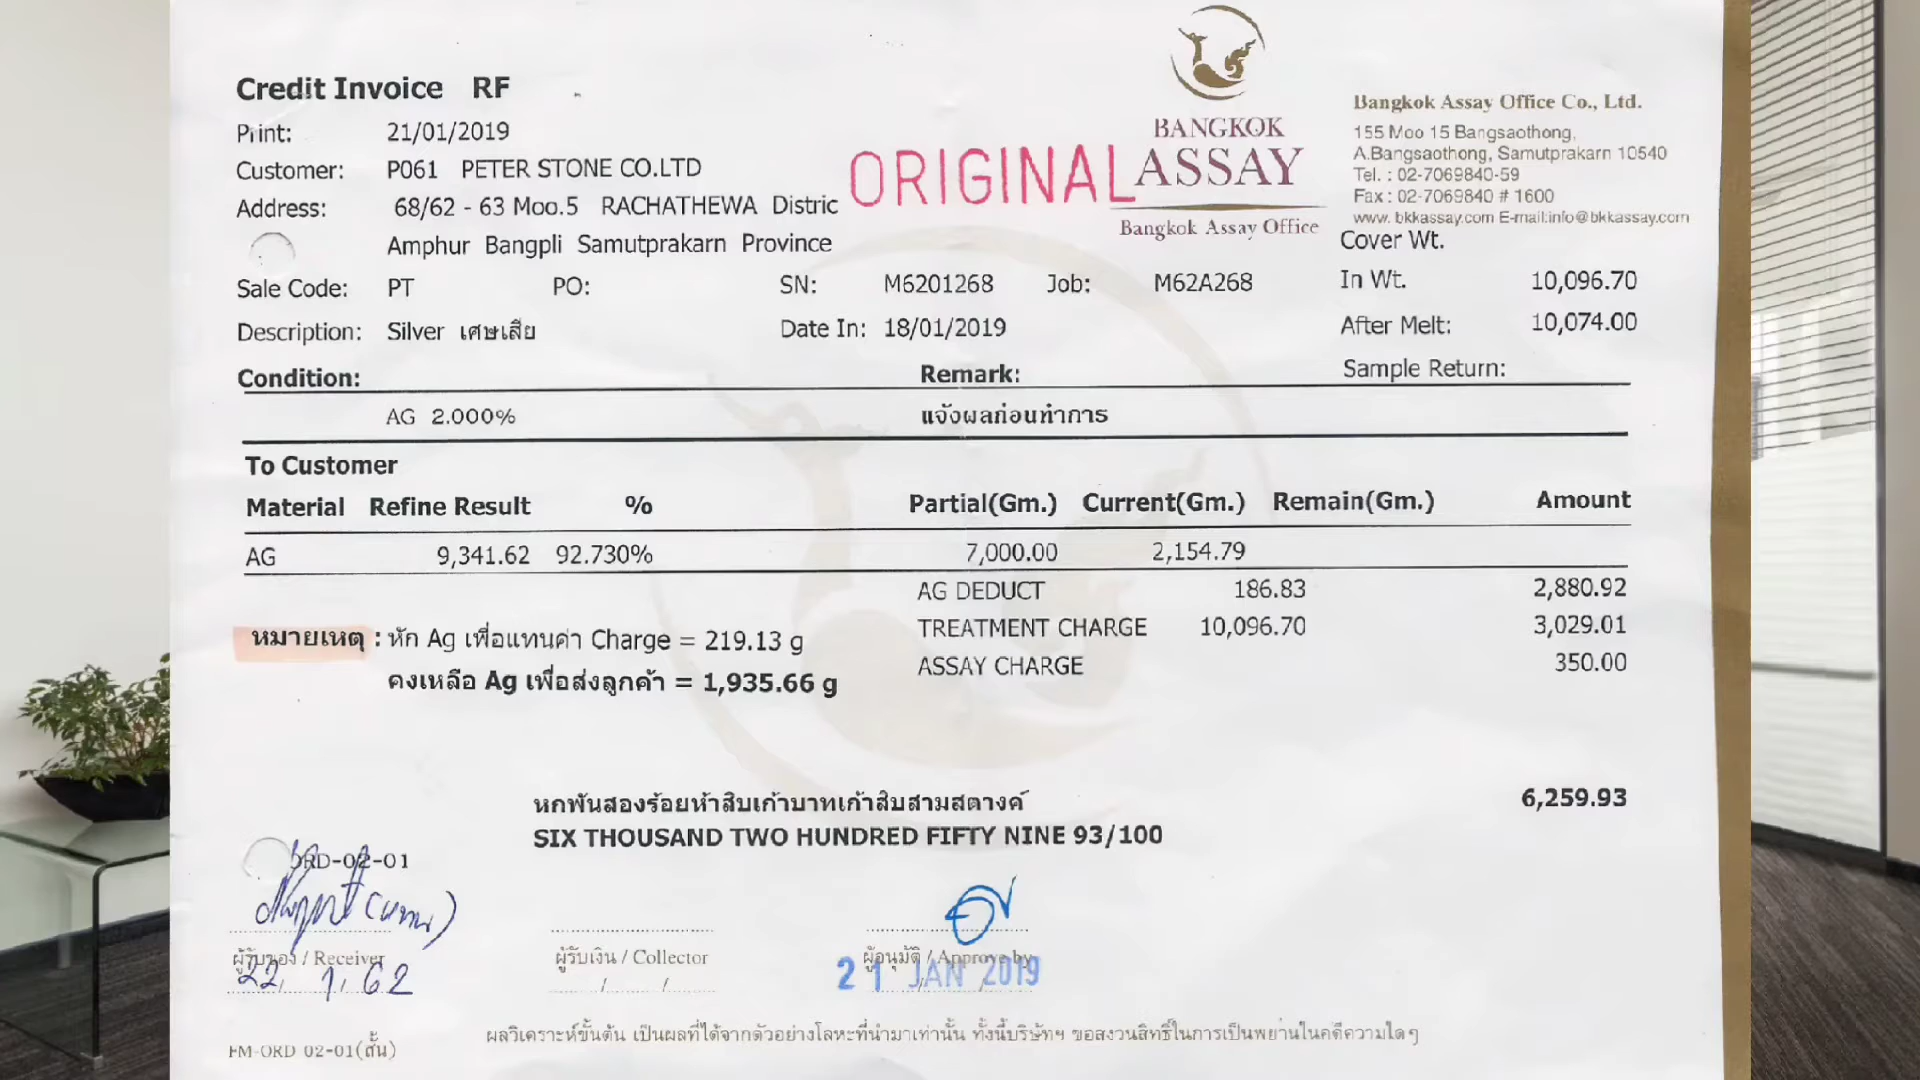 Credit Invoice RF
Print: 21/01/2019
Customer: P061 PETER STONE CO.LTD
Address: 68/62 - 63 Moo.5 RACHATHEWA Distric
Amphur Bangpli Samutprakarn Province
ORIGINAL
BANGKOK
ASSAY
Bangkok Assay Office
Bangkok Assay Office Co., Ltd.
155 Moo 15 Bangsaothong,
A.Bangsaothong, Samutprakarn 10540
Tel. : 02-7069840-59
Fax : 02-7069840 # 1600
www. bkkassay.com E-mail:info@bkkassay.com
Cover Wt.
Sale Code: PT PO: SN: M6201268 Job: M62A268 In Wt. 10,096.70
Description: Silver เศษเสีย Date In: 18/01/2019 After Melt: 10,074.00
Condition: Remark: Sample Return:
AG 2.000% แจ้งผลก่อนทำการ
To Customer
Material Refine Result % Partial(Gm.) Current(Gm.) Remain(Gm.) Amount
AG 9,341.62 92.730% 7,000.00 2,154.79
AG DEDUCT 186.83 2,880.92
หมายเหตุ : หัก Ag เพื่อแทนค่า Charge = 219.13 g TREATMENT CHARGE 10,096.70 3,029.01
คงเหลือ Ag เพื่อส่งลูกค้า = 1,935.66 g ASSAY CHARGE 350.00
หกพันสองร้อยห้าสิบเก้าบาทเก้าสิบสามสตางค์ 6,259.93
SIX THOUSAND TWO HUNDRED FIFTY NINE 93/100
ORD-02-01
ผู้รับของ / Receiver ผู้รับเงิน / Collector ผู้อนุมัติ / Approve by
22 1 62 / / 21 JAN 2019
FM-ORD 02-01(สั้น) ผลวิเคราะห์ขั้นต้น เป็นผลที่ได้จากตัวอย่างโลหะที่นำมาเท่านั้น ทั้งนี้บริษัทฯ ขอสงวนสิทธิ์ในการเป็นพยานในคดีความใดๆ